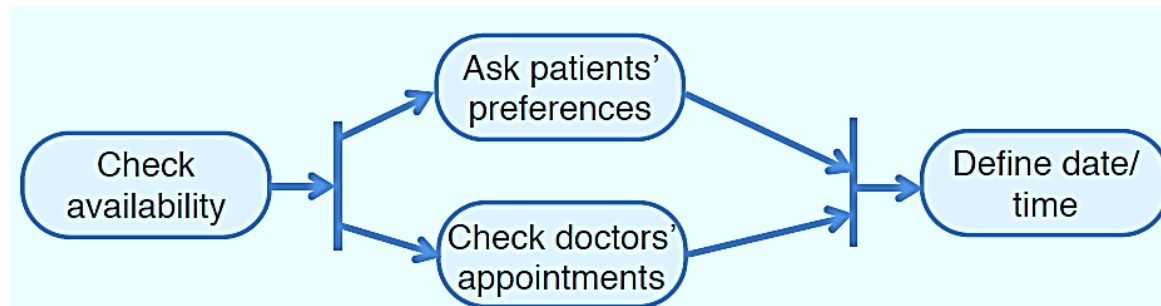 Check
availability
Ask patients’
preferences
Check doctors’
appointments
Define date/
time